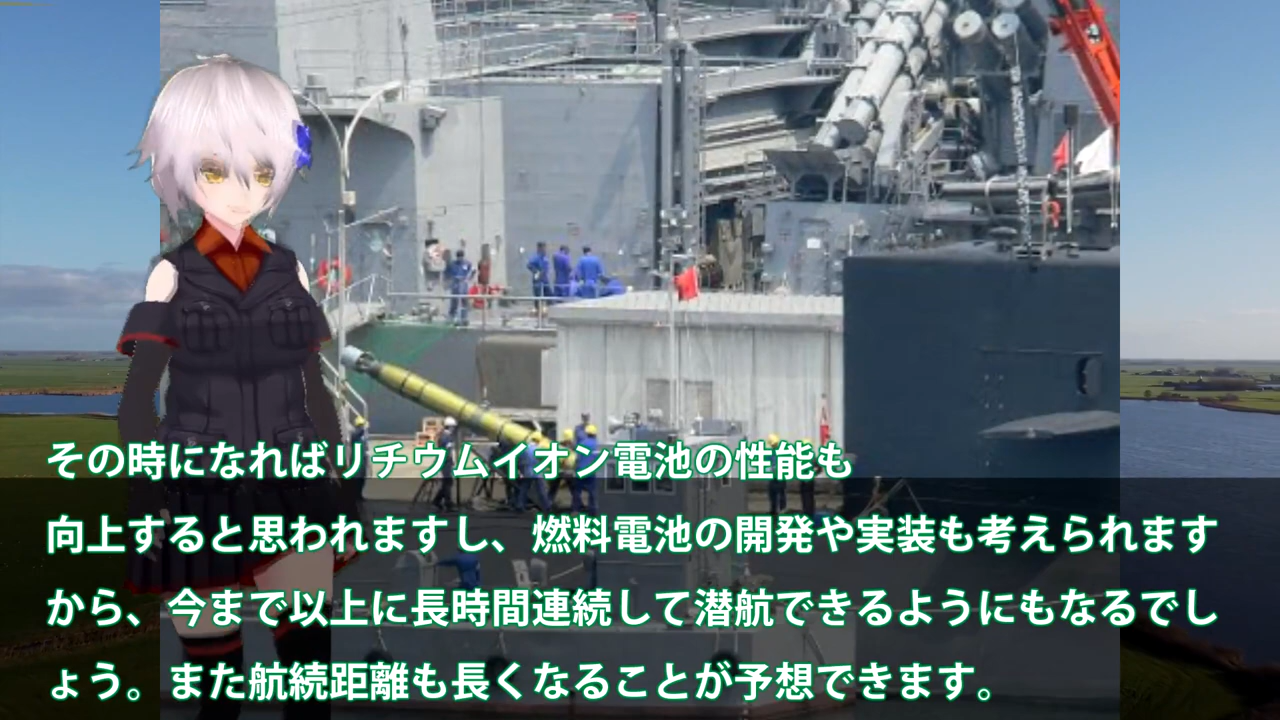 その時になればリチウムイオン電池の性能も
向上すると思われますし、燃料電池の開発や実装も考えられます
から、今まで以上に長時間連続して潜航できるようにもなるでし
ょう。また航続距離も長くなることが予想できます。